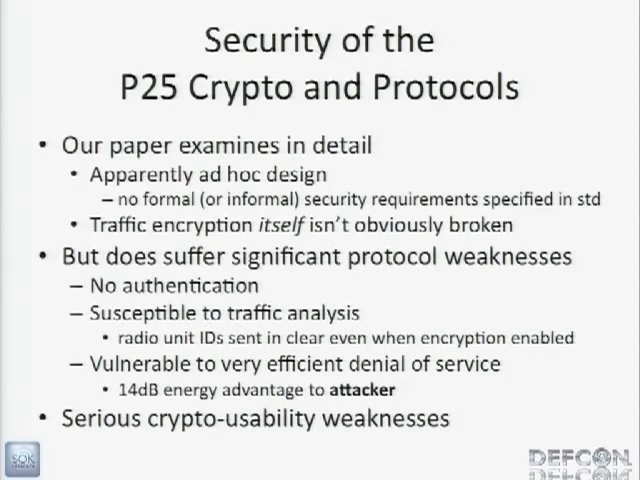 Security of the
P25 Crypto and Protocols
• Our paper examines in detail
• Apparently ad hoc design
– no formal (or informal) security requirements specified in std
• Traffic encryption itself isn't obviously broken
• But does suffer significant protocol weaknesses
– No authentication
– Susceptible to traffic analysis
• radio unit IDs sent in clear even when encryption enabled
– Vulnerable to very efficient denial of service
• 14dB energy advantage to attacker
• Serious crypto-usability weaknesses
SOK
DEFCON